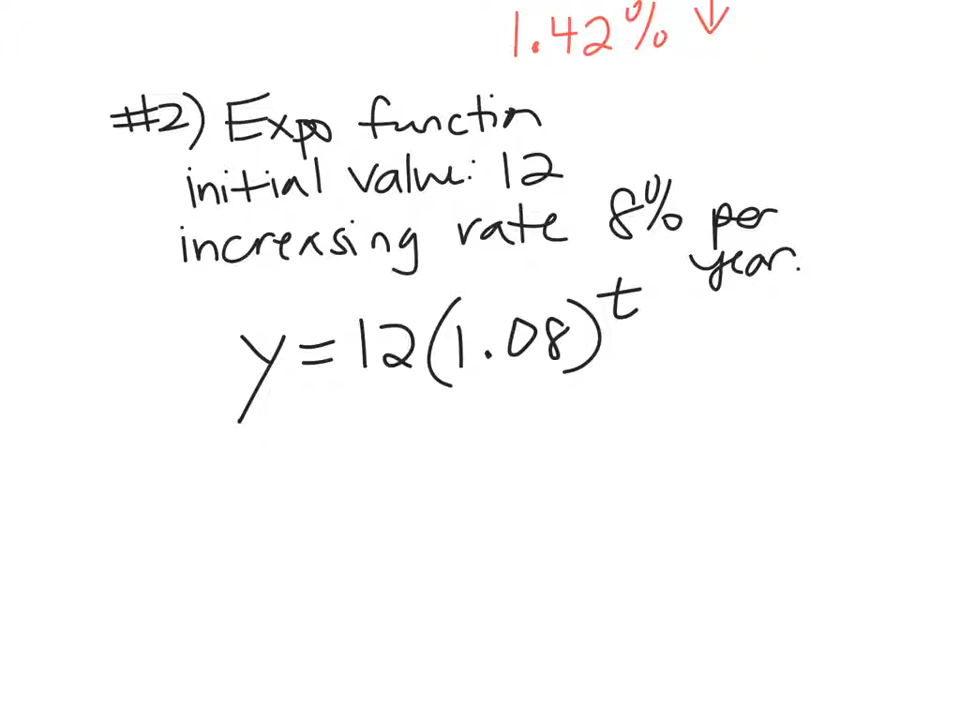 1.42% ↓
#2) Expo function
initial value: 12
increasing rate 8% per
year.
y = 12(1.08)^t